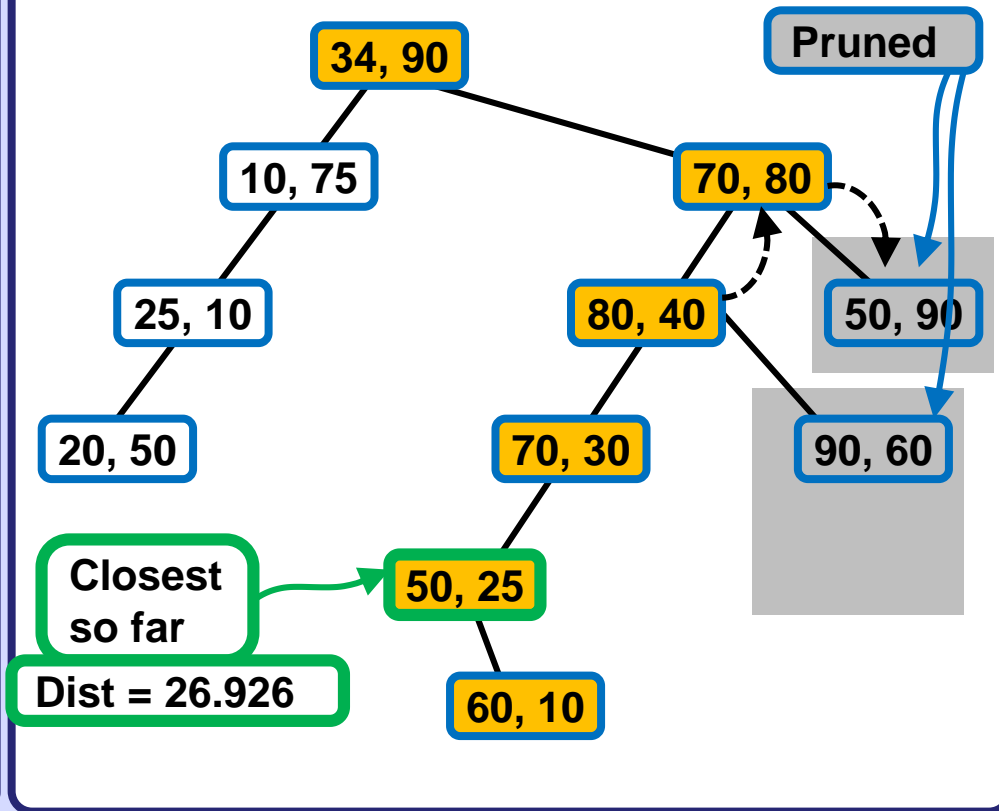 Pruned
34, 90
10, 75
70, 80
25, 10
80, 40
50, 90
20, 50
70, 30
90, 60
Closest
so far
50, 25
Dist = 26.926
60, 10